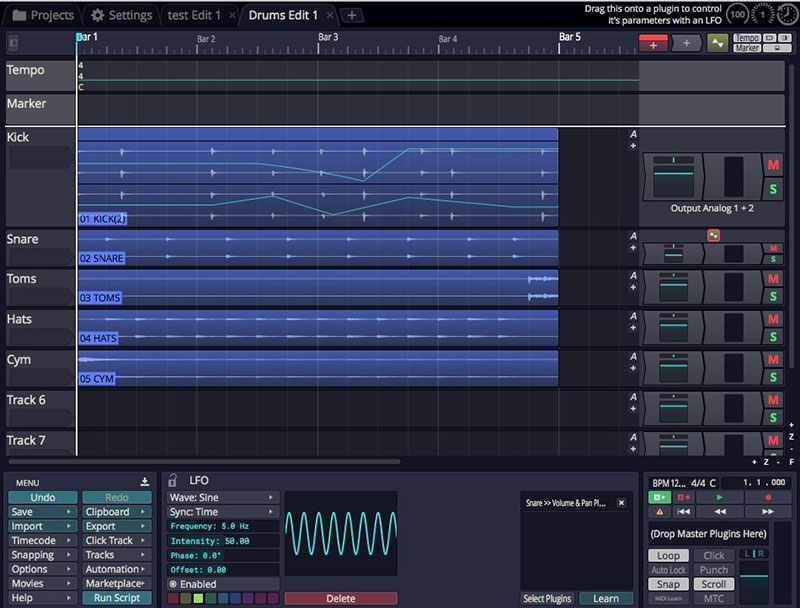 Projects
Settings
test Edit 1
Drums Edit 1
Drag this onto a plugin to control
it's parameters with an LFO
100
1
Bar 1
Bar 2
Bar 3
Bar 4
Bar 5
Tempo
Marker
Tempo
4
4
C
Marker
Kick
A
01 KICK(2)
Output Analog 1 + 2
M
S
Snare
A
02 SNARE
M
S
Toms
A
03 TOMS
M
S
Hats
A
04 HATS
M
S
Cym
A
05 CYM
M
S
Track 6
A
M
S
Track 7
A
M
S
+ Z - F
MENU
Undo
Redo
Save
Clipboard
Import
Export
Timecode
Click Track
Snapping
Tracks
Options
Automation
Movies
Marketplace
Help
Run Script
LFO
Wave: Sine
Sync: Time
Frequency: 5.0 Hz
Intensity: 50.00
Phase: 0.0°
Offset: 0.00
Enabled
Delete
Snare >> Volume & Pan Pl...
Select Plugins
Learn
BPM 12... 4/4 C
1, 1, 000
(Drop Master Plugins Here)
Loop
Click
L R
Auto Lock
Punch
Snap
Scroll
MIDI Learn
MTC